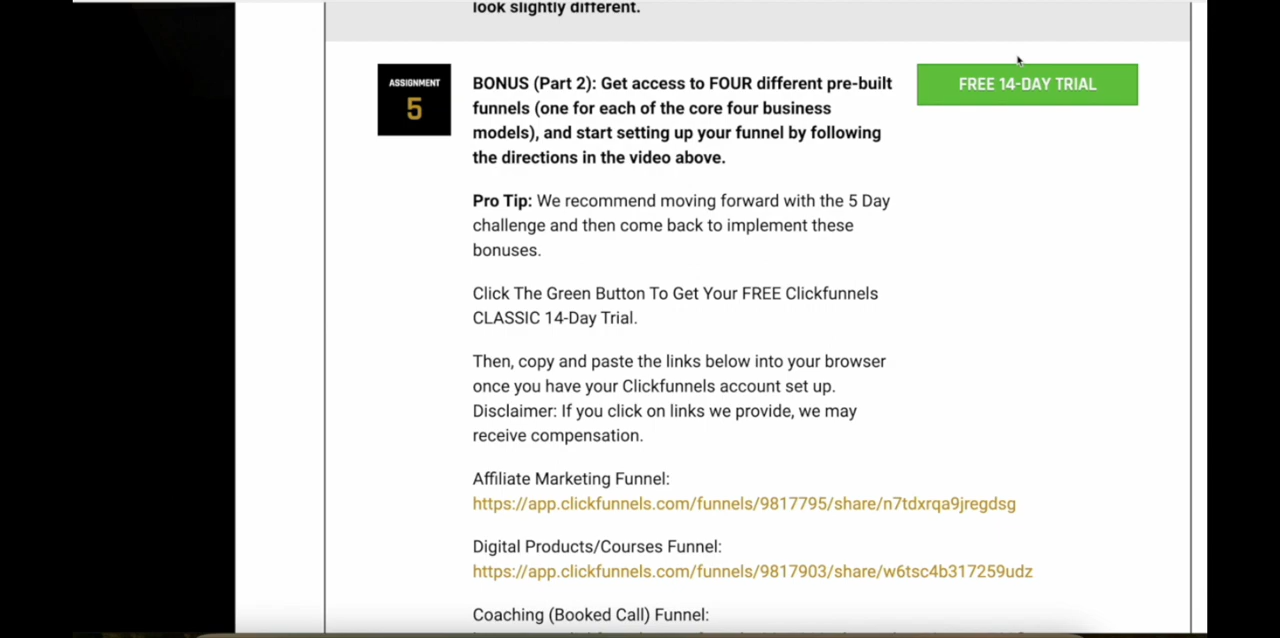 look slightly different.
ASSIGNMENT
5
BONUS (Part 2): Get access to FOUR different pre-built
funnels (one for each of the core four business
models), and start setting up your funnel by following
the directions in the video above.
FREE 14-DAY TRIAL
Pro Tip: We recommend moving forward with the 5 Day
challenge and then come back to implement these
bonuses.
Click The Green Button To Get Your FREE Clickfunnels
CLASSIC 14-Day Trial.
Then, copy and paste the links below into your browser
once you have your Clickfunnels account set up.
Disclaimer: If you click on links we provide, we may
receive compensation.
Affiliate Marketing Funnel:
https://app.clickfunnels.com/funnels/9817795/share/n7tdxrqa9jregdsg
Digital Products/Courses Funnel:
https://app.clickfunnels.com/funnels/9817903/share/w6tsc4b317259udz
Coaching (Booked Call) Funnel: